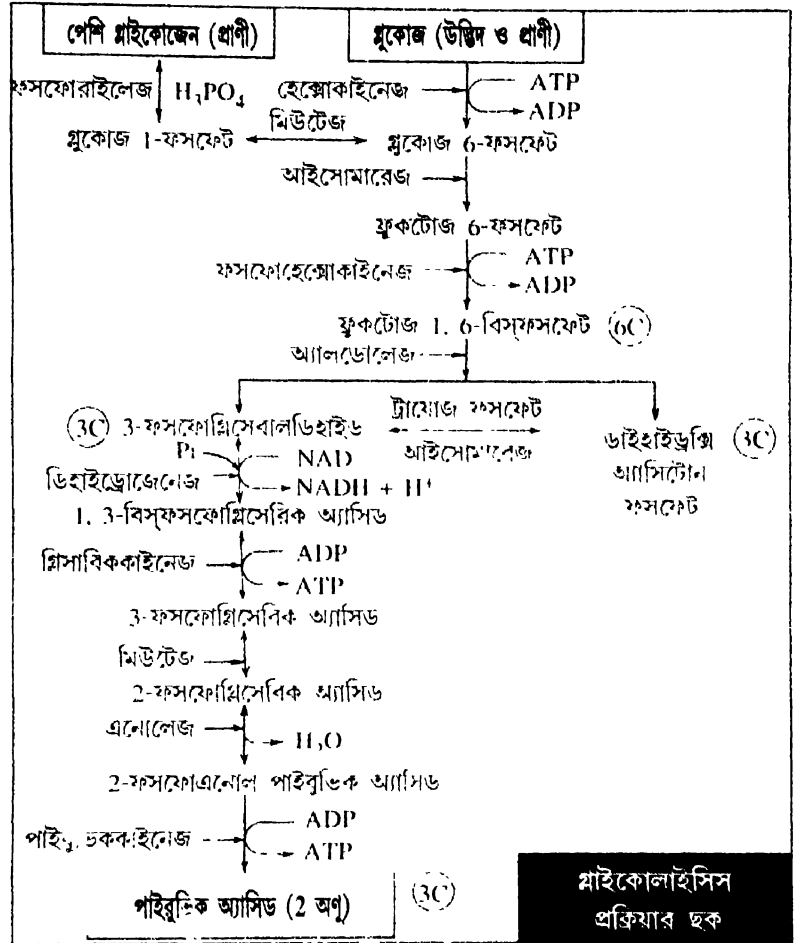 পেশি গ্লাইকোজেন (প্রাণী)
গ্লুকোজ (উদ্ভিদ ও প্রাণী)
ফসফোরাইলেজ
H₃PO₄
হেক্সোকাইনেজ
ATP
ADP
গ্লুকোজ 1-ফসফেট
মিউটেজ
গ্লুকোজ 6-ফসফেট
আইসোমারেজ
ফ্রুকটোজ 6-ফসফেট
ফসফোহেক্সোকাইনেজ
ATP
ADP
ফ্রুকটোজ 1, 6-বিস্‌ফসফেট
6C
অ্যালডোলেজ
3C
3-ফসফোগ্লিসেরালডিহাইড
ট্রায়োজ ফসফেট
আইসোমারেজ
ডাইহাইড্রক্সি
অ্যাসিটোন
ফসফেট
3C
Pi
NAD
ডিহাইড্রোজেনেজ
NADH + H⁺
1, 3-বিস্‌ফসফোগ্লিসেরিক অ্যাসিড
গ্লিসারিককাইনেজ
ADP
ATP
3-ফসফোগ্লিসেরিক অ্যাসিড
মিউটেজ
2-ফসফোগ্লিসেরিক অ্যাসিড
এনোলেজ
H₂O
2-ফসফোএনোল পাইরুভিক অ্যাসিড
ADP
ATP
পাইরুভিক অ্যাসিড (2 অণু)
3C
গ্লাইকোলাইসিস
প্রক্রিয়ার ছক